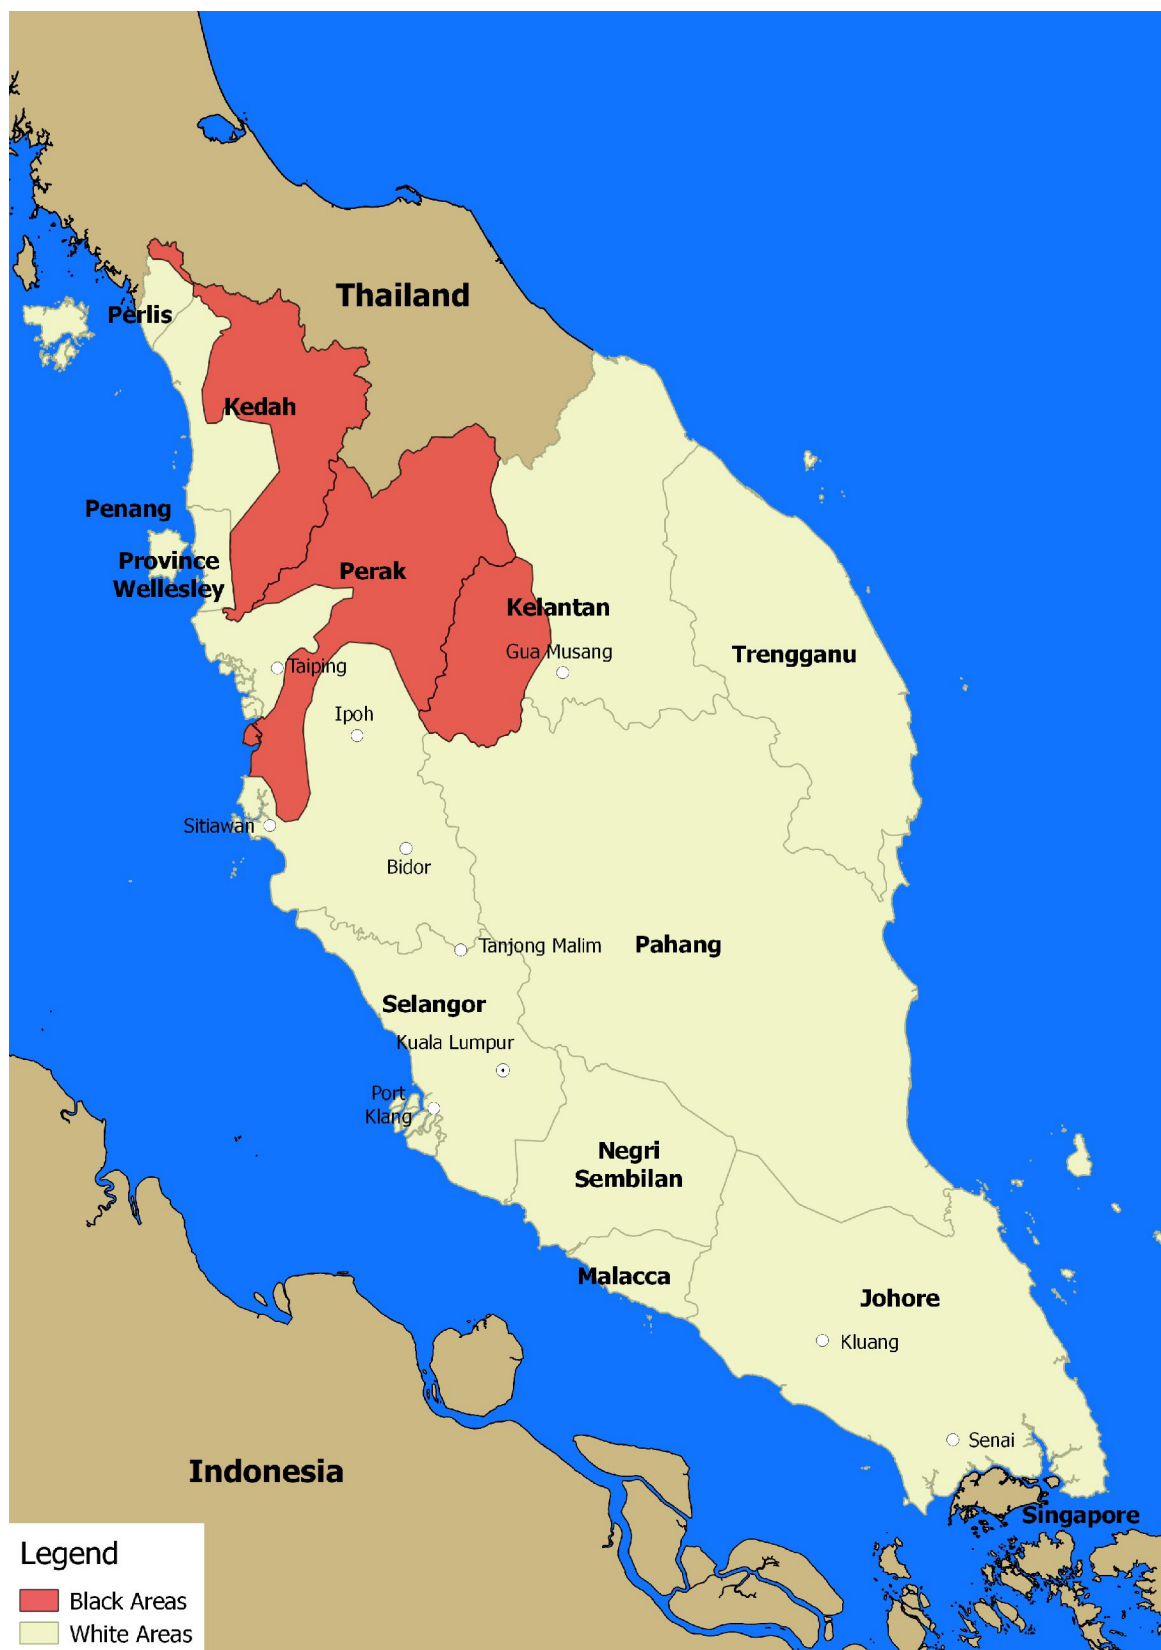 Thailand
Perlis
Kedah
Penang
Province
Wellesley
Perak
Kelantan
Gua Musang
Trengganu
Taiping
Ipoh
Sitiawan
Bidor
Tanjong Malim
Pahang
Selangor
Kuala Lumpur
Port
Klang
Negri
Sembilan
Malacca
Johore
Kluang
Senai
Indonesia
Singapore
Legend
Black Areas
White Areas